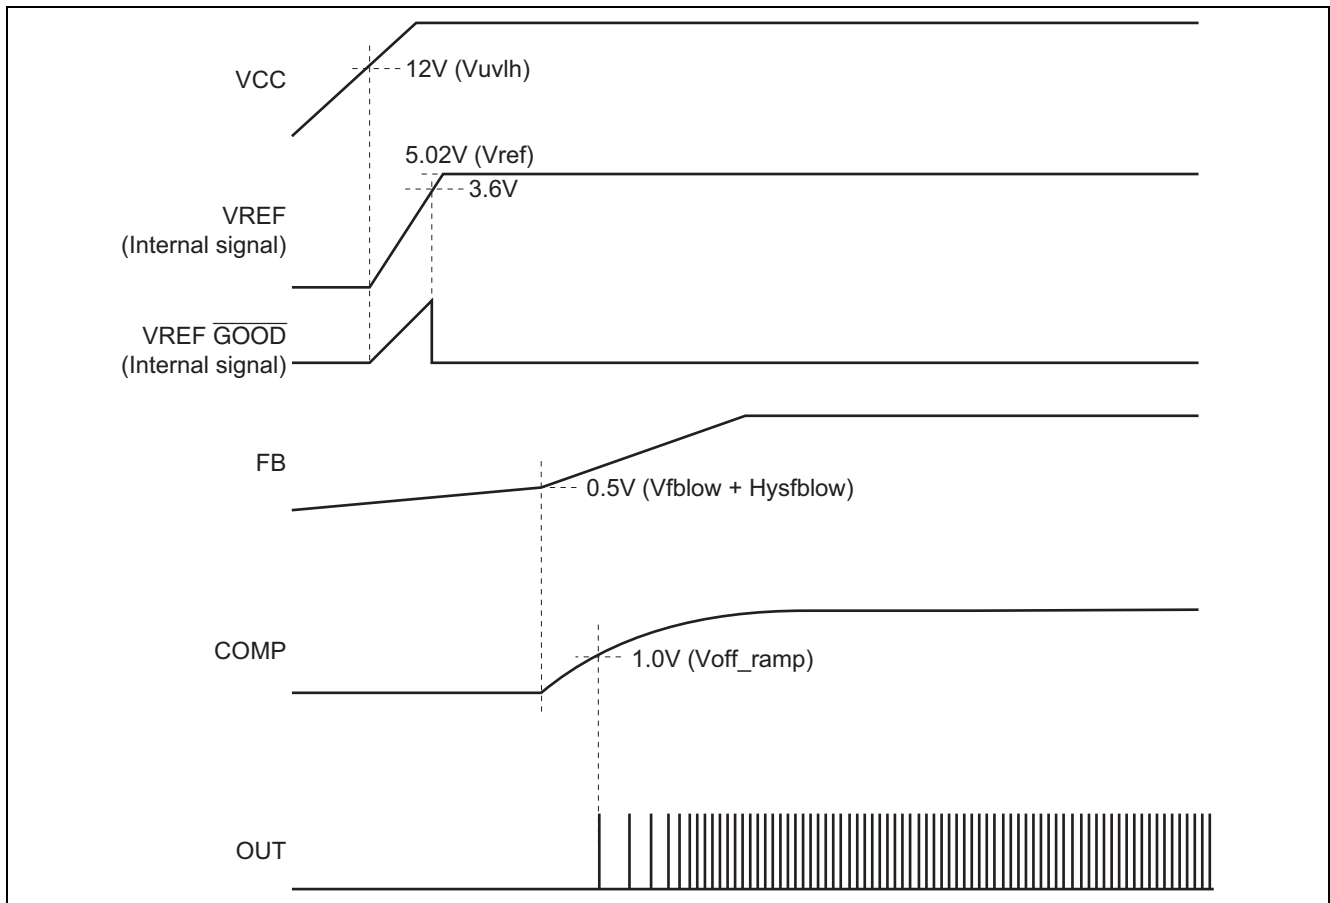 VCC
12V (Vuvlh)
5.02V (Vref)
3.6V
VREF
(Internal signal)
VREF G̅O̅O̅D̅
(Internal signal)
FB
0.5V (Vfblow + Hysfblow)
COMP
1.0V (Voff_ramp)
OUT